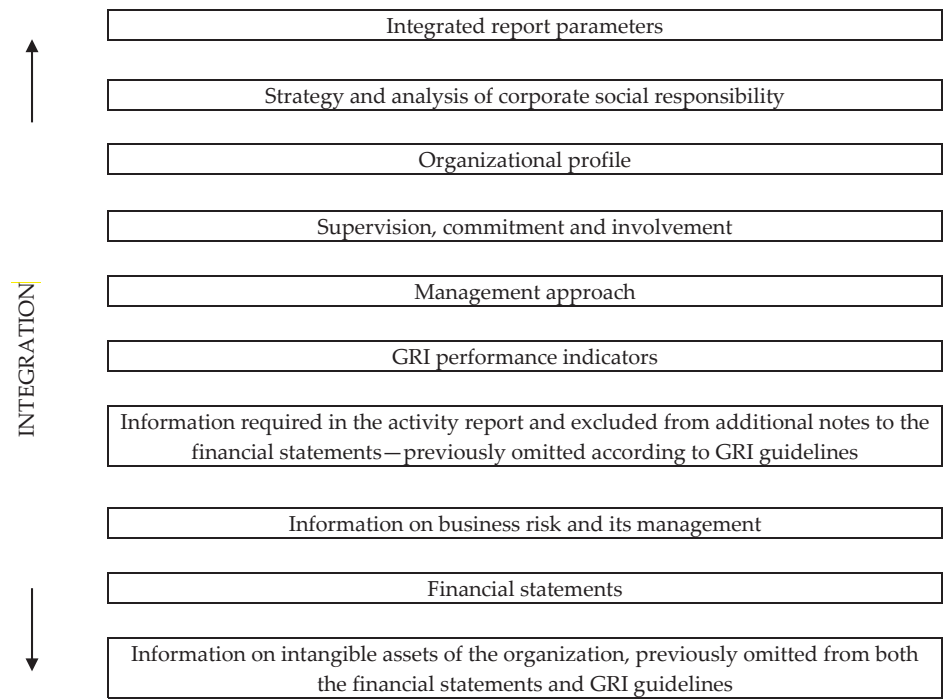 Integrated report parameters
Strategy and analysis of corporate social responsibility
Organizational profile
Supervision, commitment and involvement
INTEGRATION
Management approach
GRI performance indicators
Information required in the activity report and excluded from additional notes to the
financial statements—previously omitted according to GRI guidelines
Information on business risk and its management
Financial statements
Information on intangible assets of the organization, previously omitted from both
the financial statements and GRI guidelines